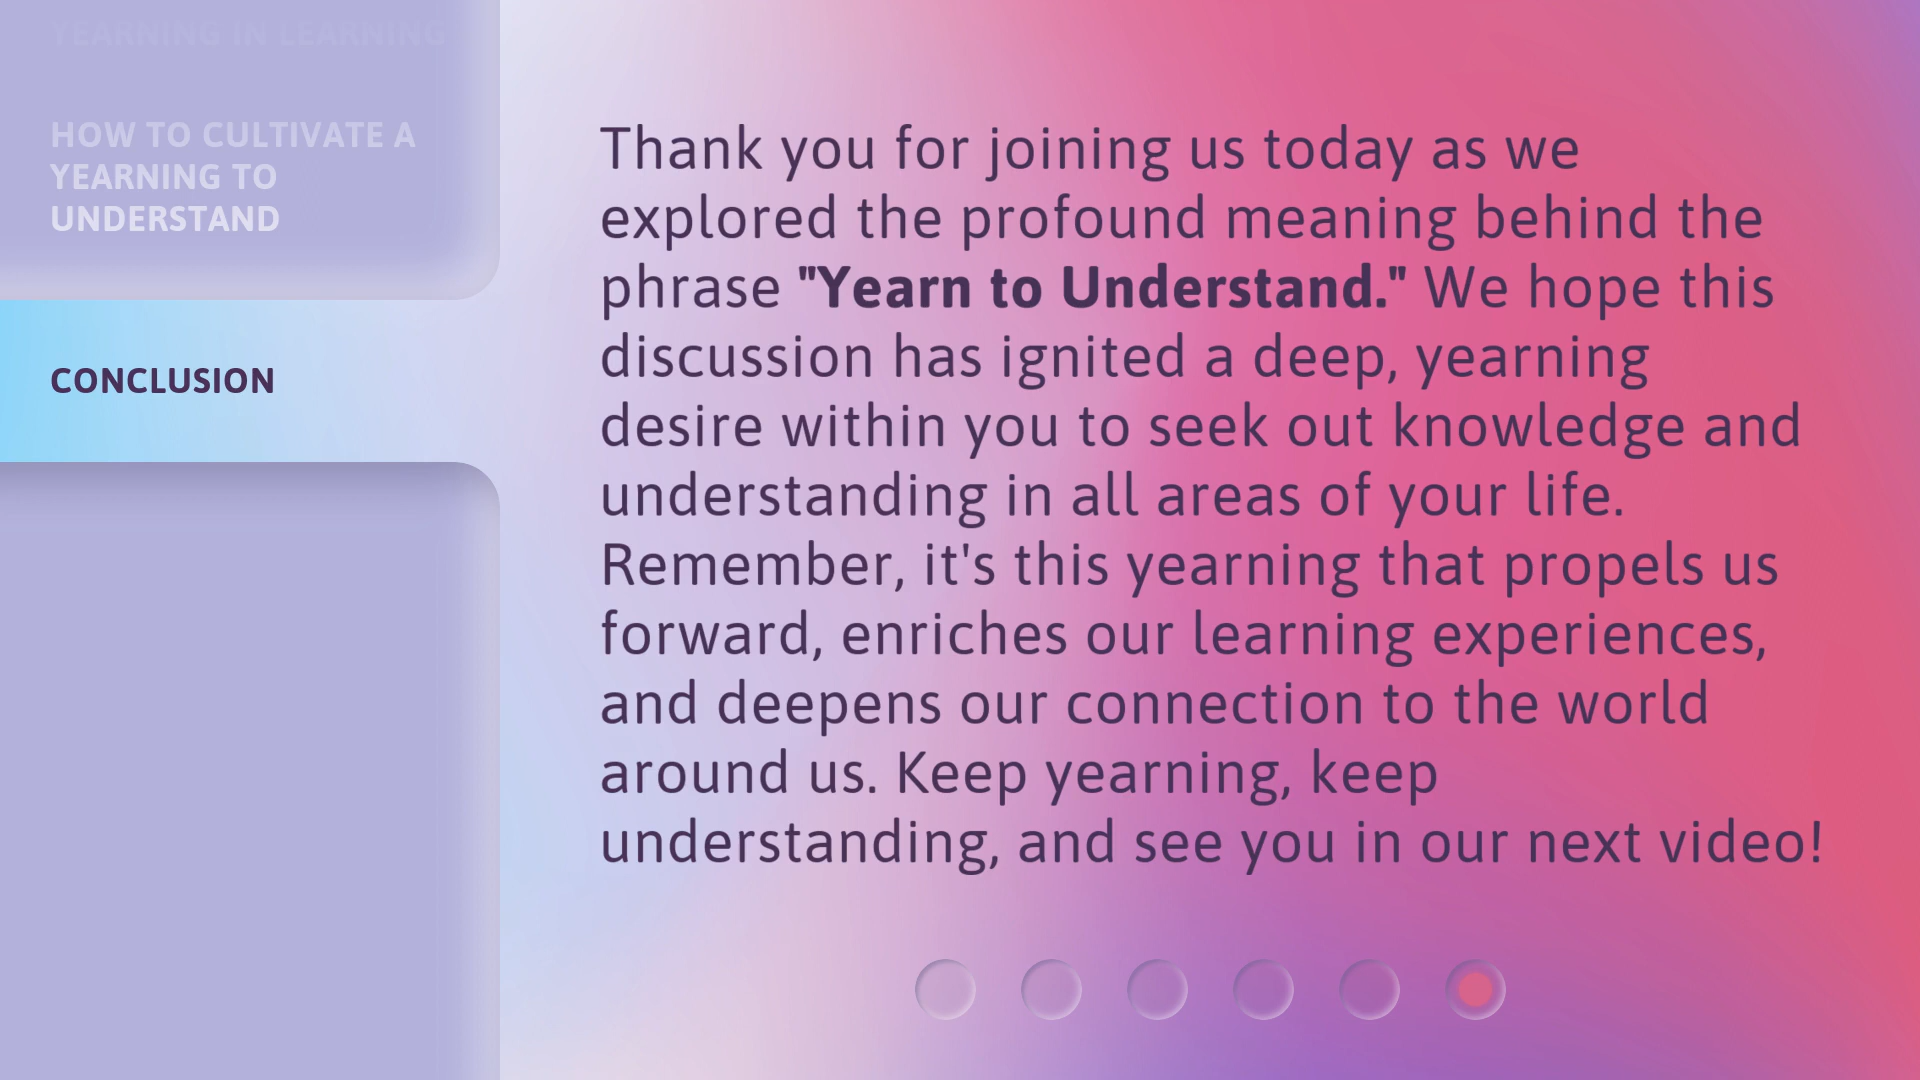 YEARNING IN LEARNING
HOW TO CULTIVATE A
YEARNING TO
UNDERSTAND
CONCLUSION
Thank you for joining us today as we
explored the profound meaning behind the
phrase "Yearn to Understand." We hope this
discussion has ignited a deep, yearning
desire within you to seek out knowledge and
understanding in all areas of your life.
Remember, it's this yearning that propels us
forward, enriches our learning experiences,
and deepens our connection to the world
around us. Keep yearning, keep
understanding, and see you in our next video!